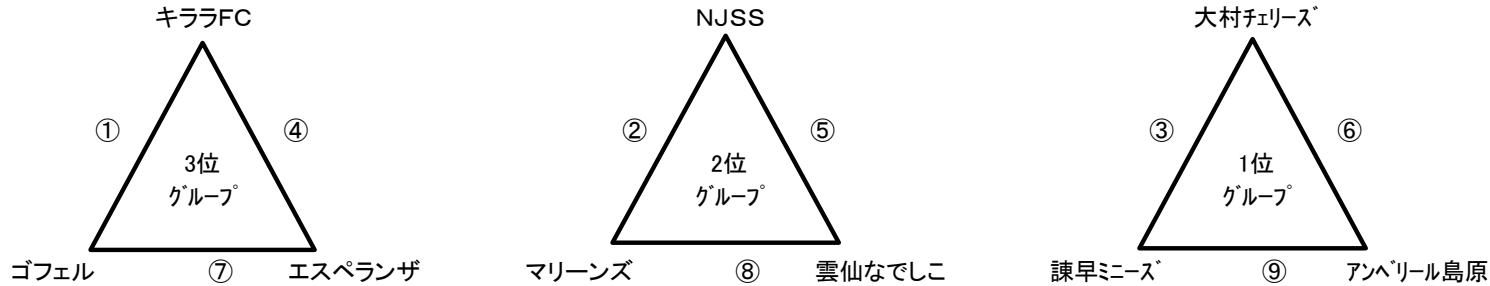 キララFC
NJSS
大村ﾁｪﾘｰｽﾞ
①
④
②
⑤
③
⑥
3位
ｸﾞﾙｰﾌﾟ
2位
ｸﾞﾙｰﾌﾟ
1位
ｸﾞﾙｰﾌﾟ
ゴフェル
⑦
エスペランザ
マリーンズ
⑧
雲仙なでしこ
諫早ﾐﾆｰｽﾞ
⑨
ｱﾝﾍﾞﾘｰﾙ島原